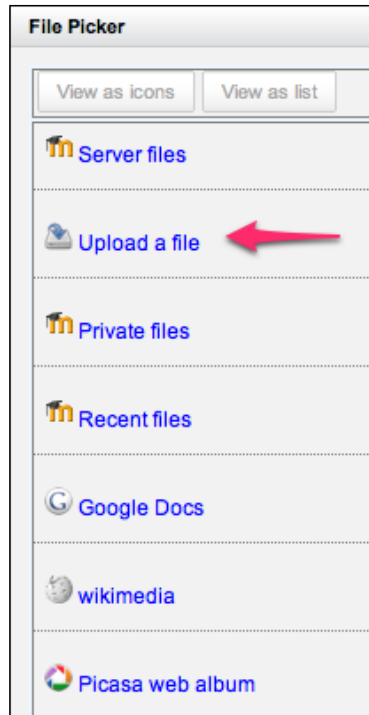 File Picker
View as icons View as list
Server files
Upload a file
Private files
Recent files
Google Docs
wikimedia
Picasa web album